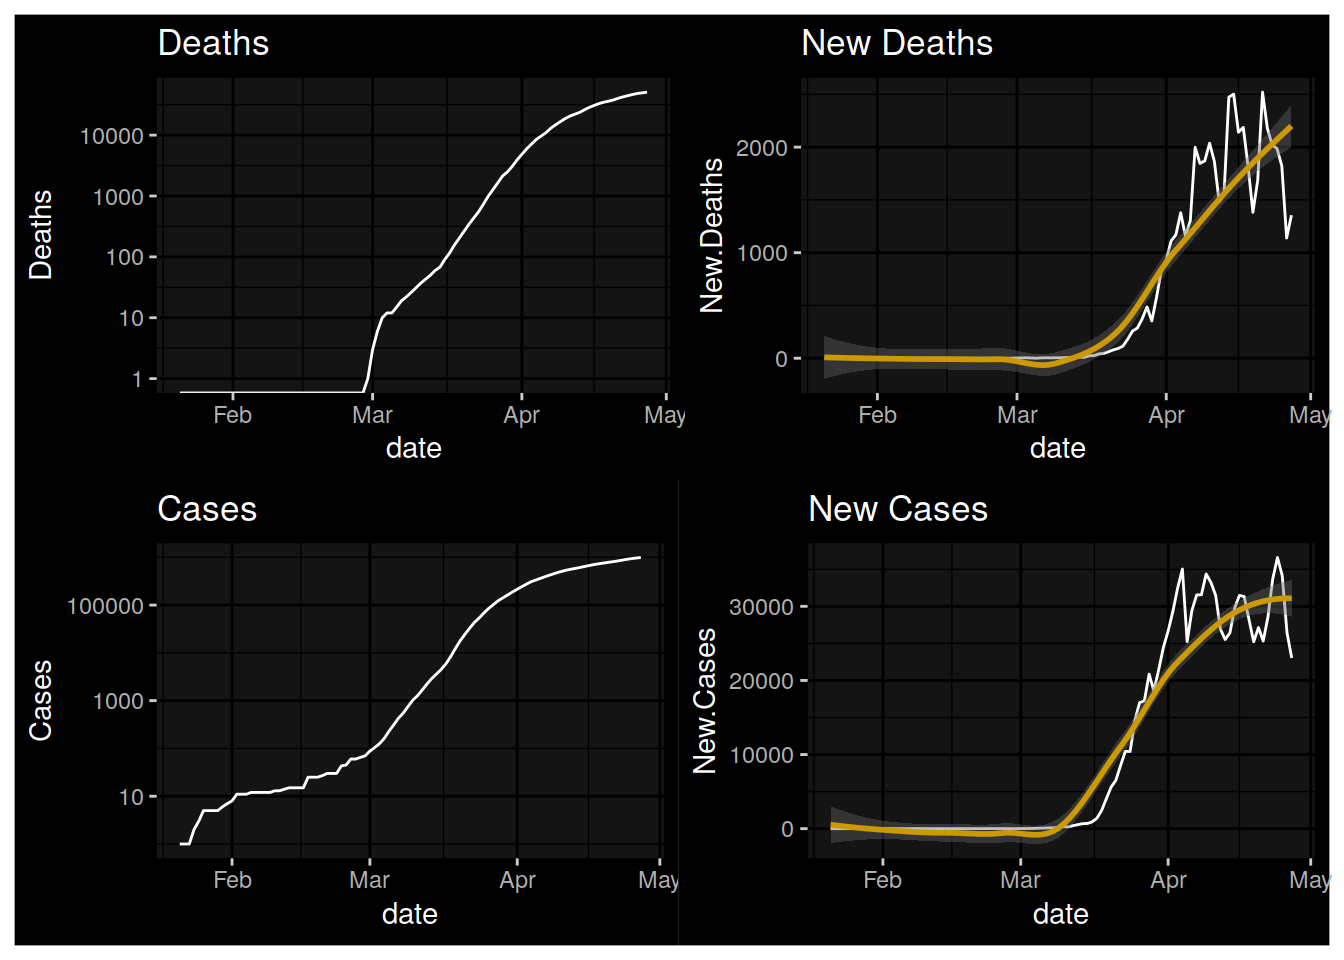 Deaths
New Deaths
Deaths
10000
1000
100
10
1
Feb
Mar
Apr
May
date
New.Deaths
2000
1000
0
Feb
Mar
Apr
May
date
Cases
New Cases
Cases
100000
1000
10
Feb
Mar
Apr
May
date
New.Cases
30000
20000
10000
0
Feb
Mar
Apr
May
date